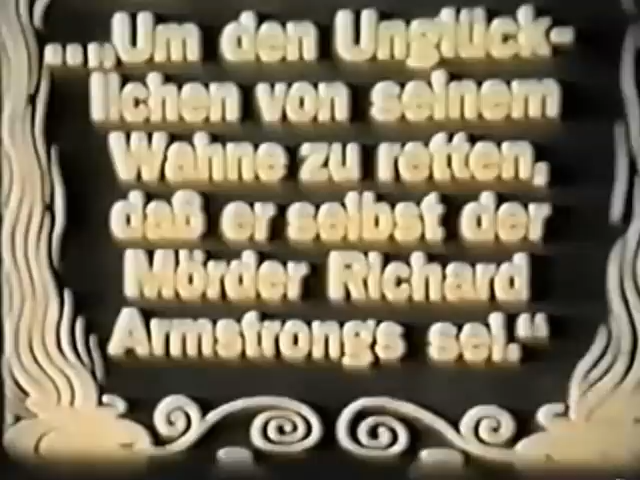 ...„Um den Unglück-
lichen von seinem
Wahne zu retten,
daß er selbst der
Mörder Richard
Armstrongs sei.“